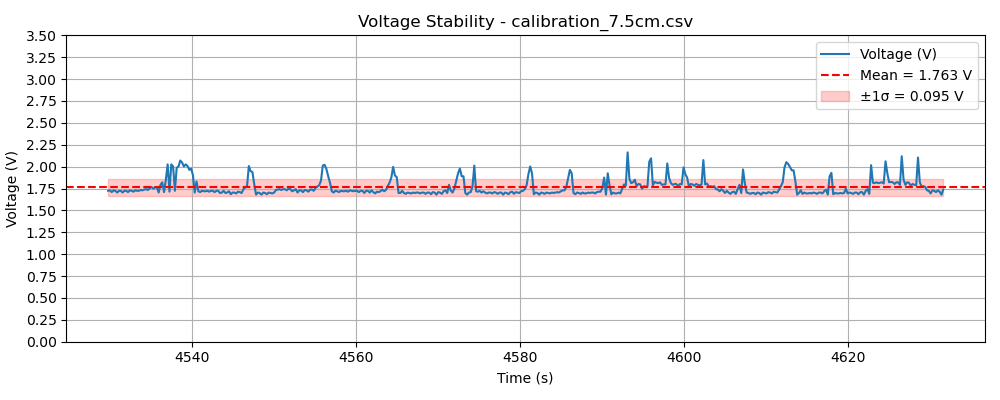 Voltage Stability - calibration_7.5cm.csv
Voltage (V)
Mean = 1.763 V
±1σ = 0.095 V
3.50
3.25
3.00
2.75
2.50
2.25
2.00
1.75
1.50
1.25
1.00
0.75
0.50
0.25
0.00
Voltage (V)
4540 4560 4580 4600 4620
Time (s)